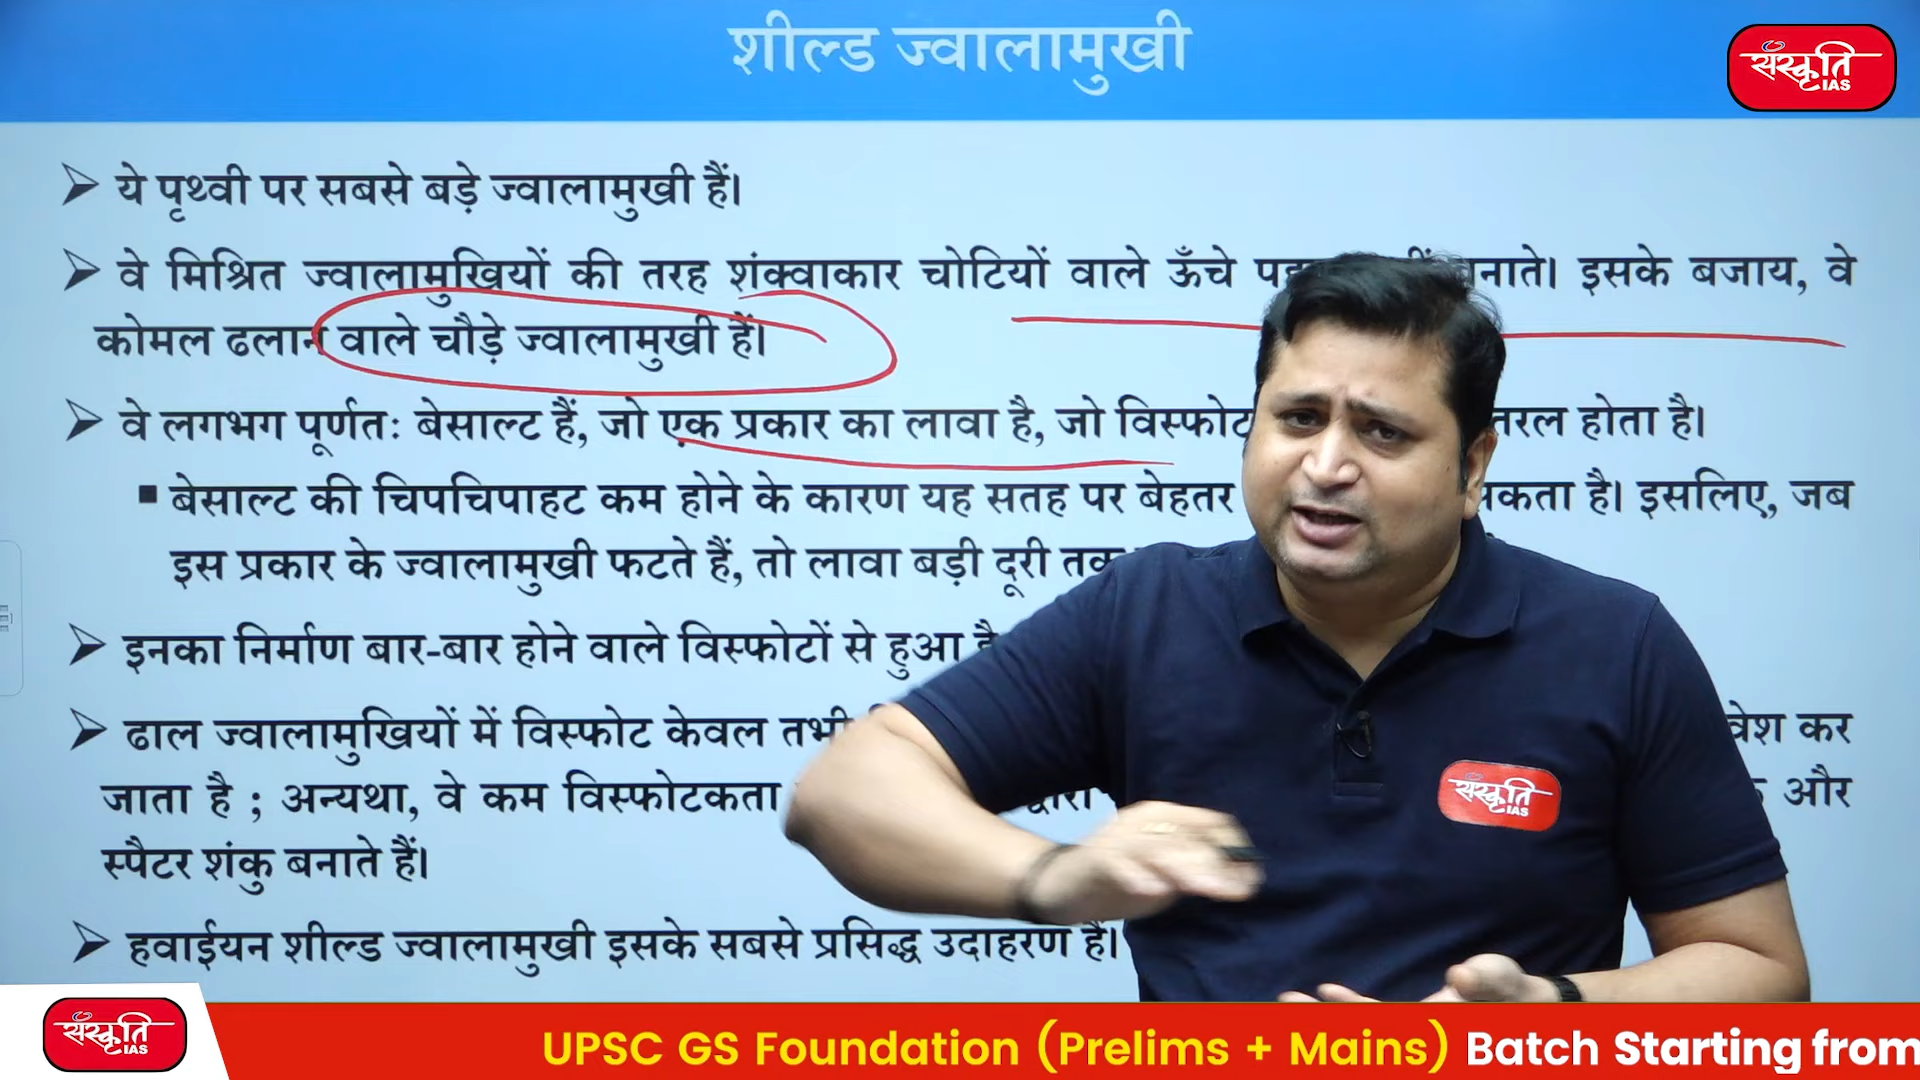 शील्ड ज्वालामुखी
संस्कृति
IAS
ये पृथ्वी पर सबसे बड़े ज्वालामुखी हैं।
वे मिश्रित ज्वालामुखियों की तरह शंक्वाकार चोटियों वाले ऊँचे इसके बजाय, वे
कोमल ढलान वाले चौड़े ज्वालामुखी हैं।
वे लगभग पूर्णतः बेसाल्ट हैं, जो एक प्रकार का लावा है, जो विस्फोट तरल होता है।
बेसाल्ट की चिपचिपाहट कम होने के कारण यह सतह पर बेहतर है। इसलिए, जब
इस प्रकार के ज्वालामुखी फटते हैं, तो लावा बड़ी दूरी तक
इनका निर्माण बार-बार होने वाले विस्फोटों से हुआ
ढाल ज्वालामुखियों में विस्फोट केवल तभी कर
जाता है ; अन्यथा, वे कम विस्फोटकता और
स्पैटर शंकु बनाते हैं।
हवाईयन शील्ड ज्वालामुखी इसके सबसे प्रसिद्ध उदाहरण हैं।
संस्कृति
IAS
संस्कृति
IAS
UPSC GS Foundation (Prelims + Mains) Batch Starting from